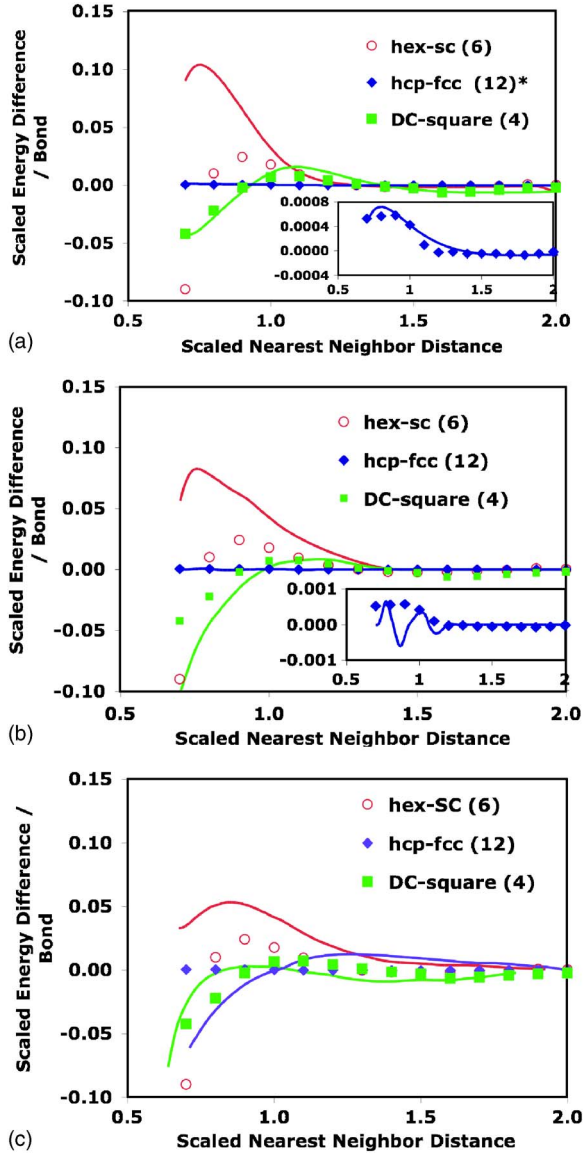 0.15
0.10
0.05
0.00
-0.05
-0.10
Scaled Energy Difference
/ Bond
hex-sc (6)
hcp-fcc (12)*
DC-square (4)
0.0008
0.0000
-0.0004
0.5 1 1.5 2
0.5 1.0 1.5 2.0
(a) Scaled Nearest Neighbor Distance
0.15
0.10
0.05
0.00
-0.05
-0.10
Scaled Energy Difference
/ Bond
hex-sc (6)
hcp-fcc (12)
DC-square (4)
0.001
0.000
-0.001
0.5 1 1.5 2
0.5 1.0 1.5 2.0
(b) Scaled Nearest Neighbor Distance
0.15
0.10
0.05
0.00
-0.05
-0.10
Scaled Energy Difference /
Bond
hex-SC (6)
hcp-fcc (12)
DC-square (4)
0.5 1.0 1.5 2.0
(c) Scaled Nearest Neighbor Distance